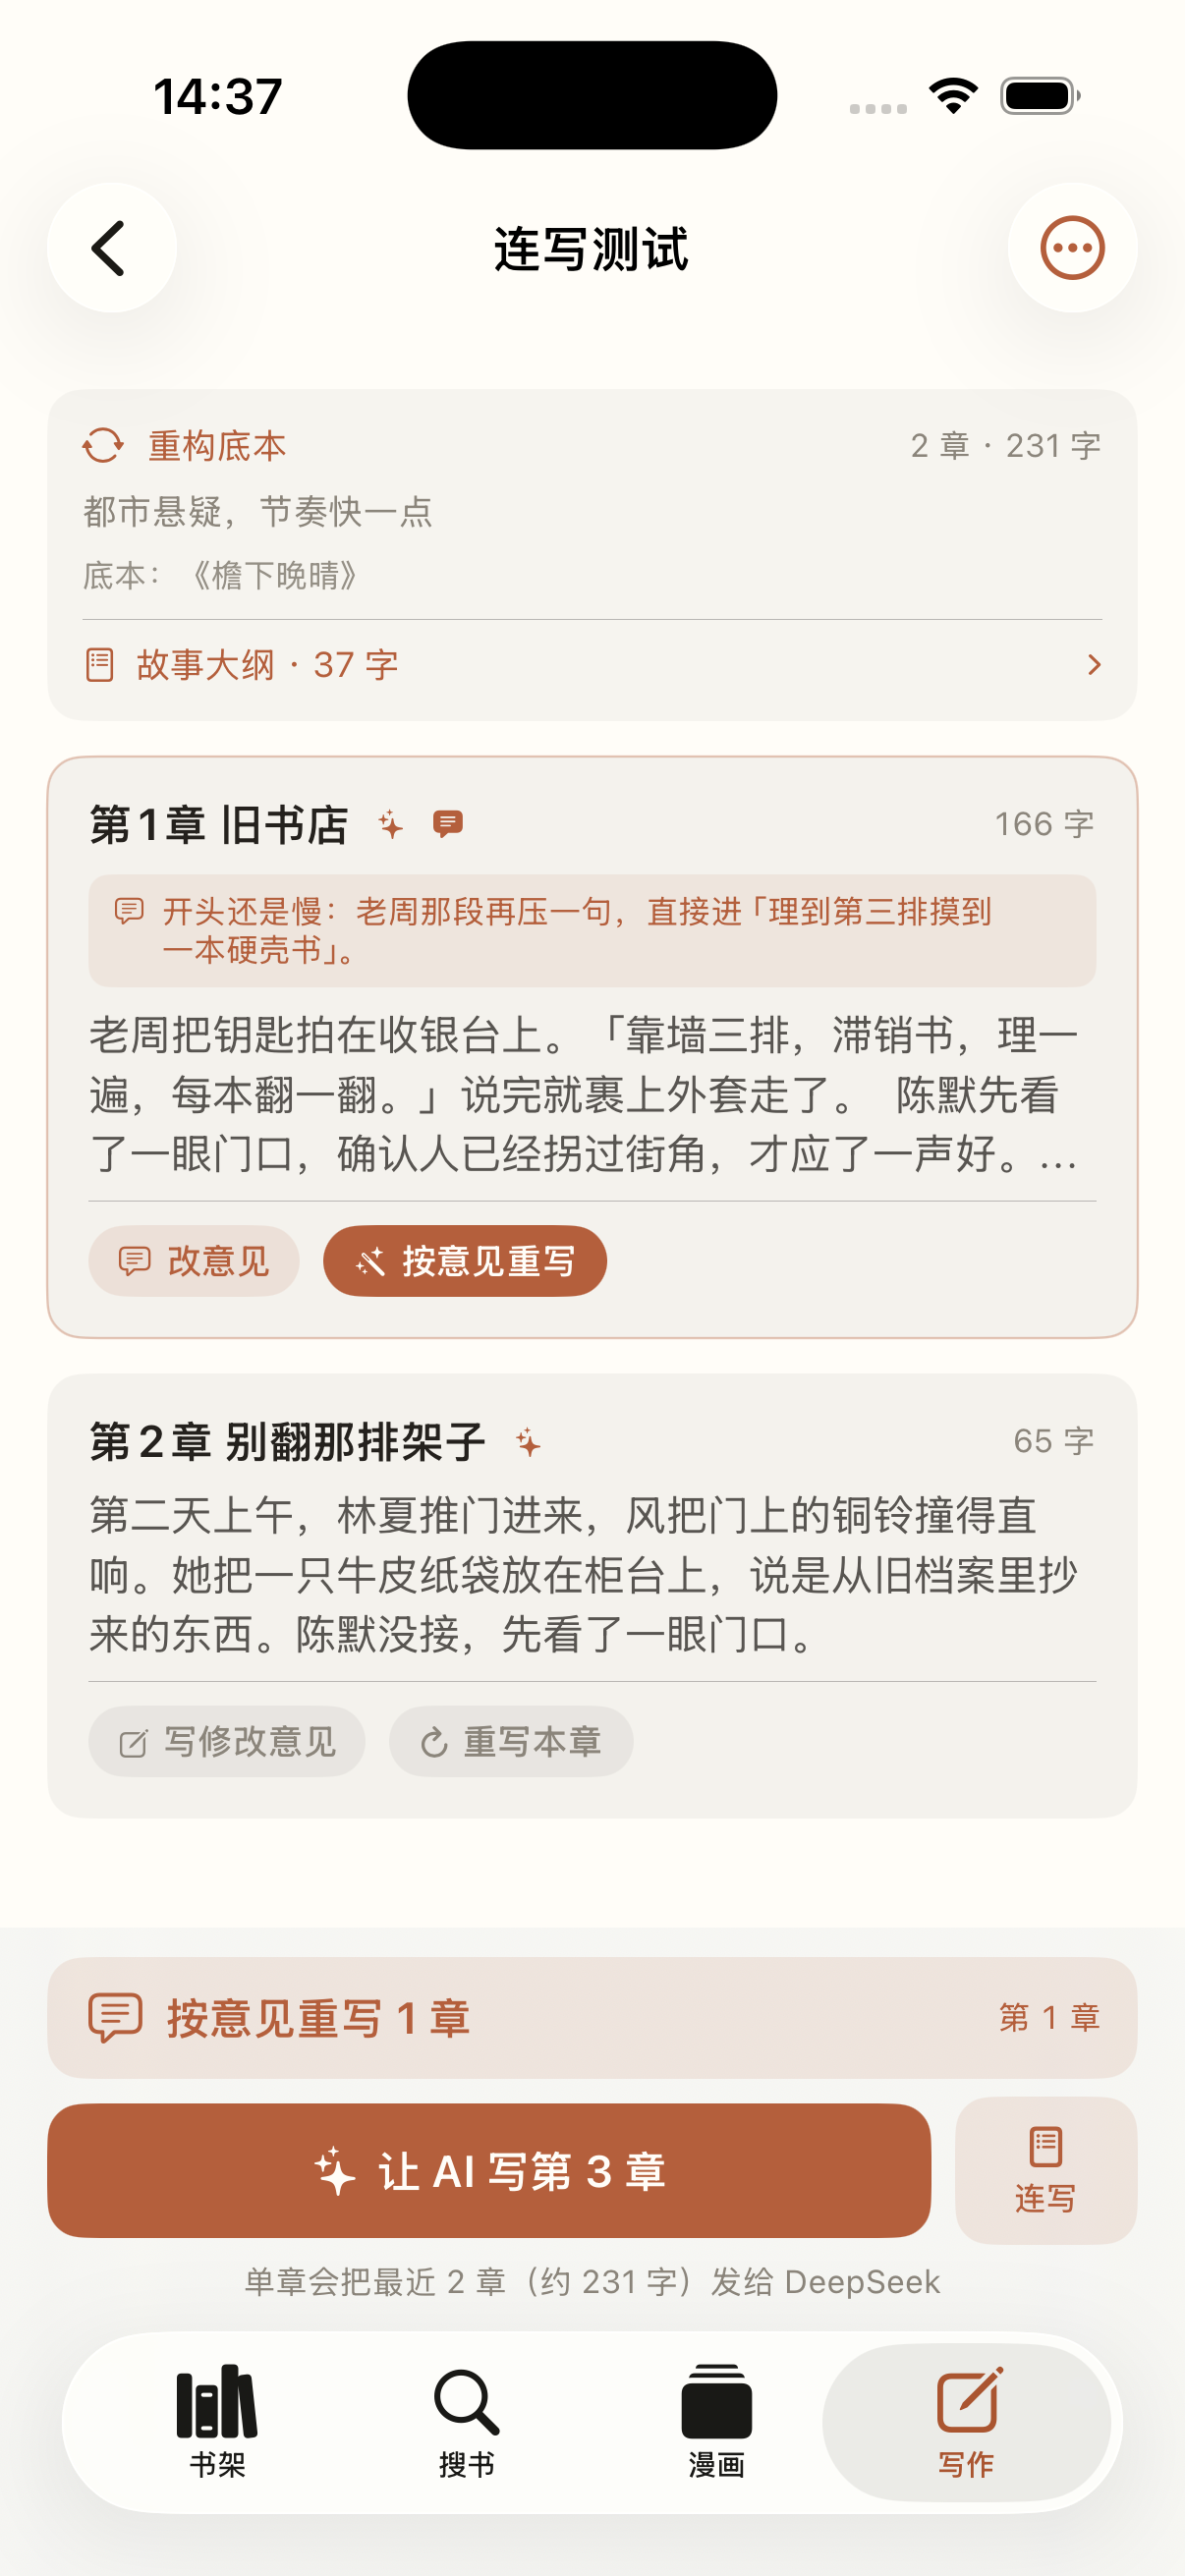 14:37
连写测试
重构底本
2 章 · 231 字
都市悬疑，节奏快一点
底本：《檐下晚晴》
故事大纲 · 37 字
第1章 旧书店
166 字
开头还是慢：老周那段再压一句，直接进「理到第三排摸到
一本硬壳书」。
老周把钥匙拍在收银台上。「靠墙三排，滞销书，理一
遍，每本翻一翻。」说完就裹上外套走了。 陈默先看
了一眼门口，确认人已经拐过街角，才应了一声好。...
改意见
按意见重写
第2章 别翻那排架子
65 字
第二天上午，林夏推门进来，风把门上的铜铃撞得直
响。她把一只牛皮纸袋放在柜台上，说是从旧档案里抄
来的东西。陈默没接，先看了一眼门口。
写修改意见
重写本章
按意见重写 1 章
第 1 章
让 AI 写第 3 章
连写
单章会把最近 2 章（约 231 字）发给 DeepSeek
书架
搜书
漫画
写作